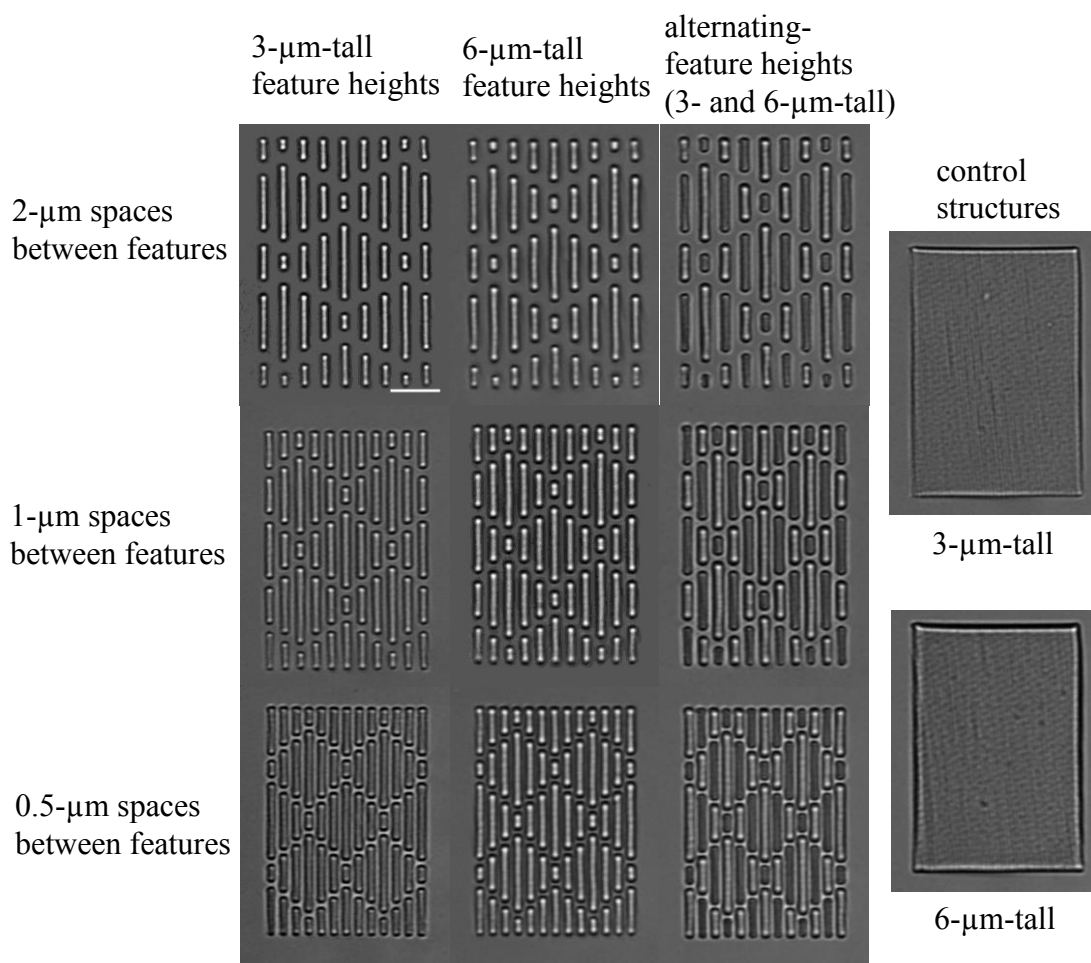 3-µm-tall
feature heights
6-µm-tall
feature heights
alternating-
feature heights
(3- and 6-µm-tall)
2-µm spaces
between features
control
structures
1-µm spaces
between features
3-µm-tall
0.5-µm spaces
between features
6-µm-tall